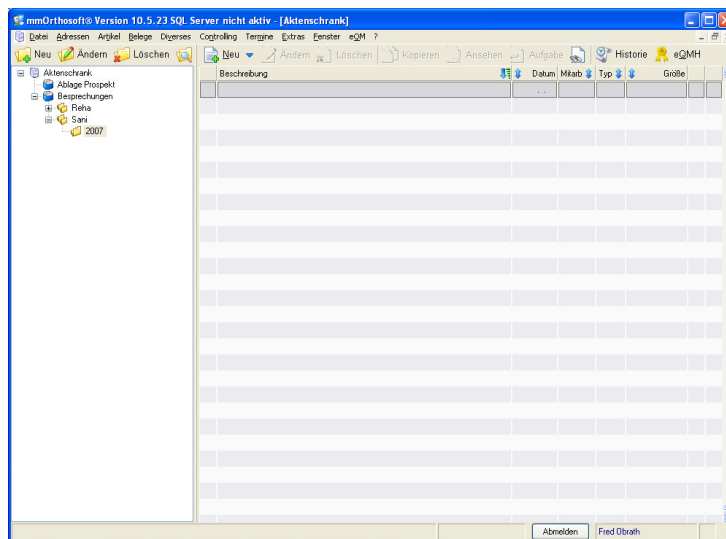 mmOrthosoft® Version 10.5.23 SQL Server nicht aktiv - [Aktenschrank]
Datei Adressen Artikel Belege Diverses Controlling Termine Extras Fenster eQM ?
Neu Ändern Löschen Neu Ändern Löschen Kopieren Ansehen Aufgabe Historie eQMH
Aktenschrank
Ablage Prospekt
Besprechungen
Reha
Sani
2007
Beschreibung Datum Mitarb Typ Größe
. .
Abmelden Fred Obrath